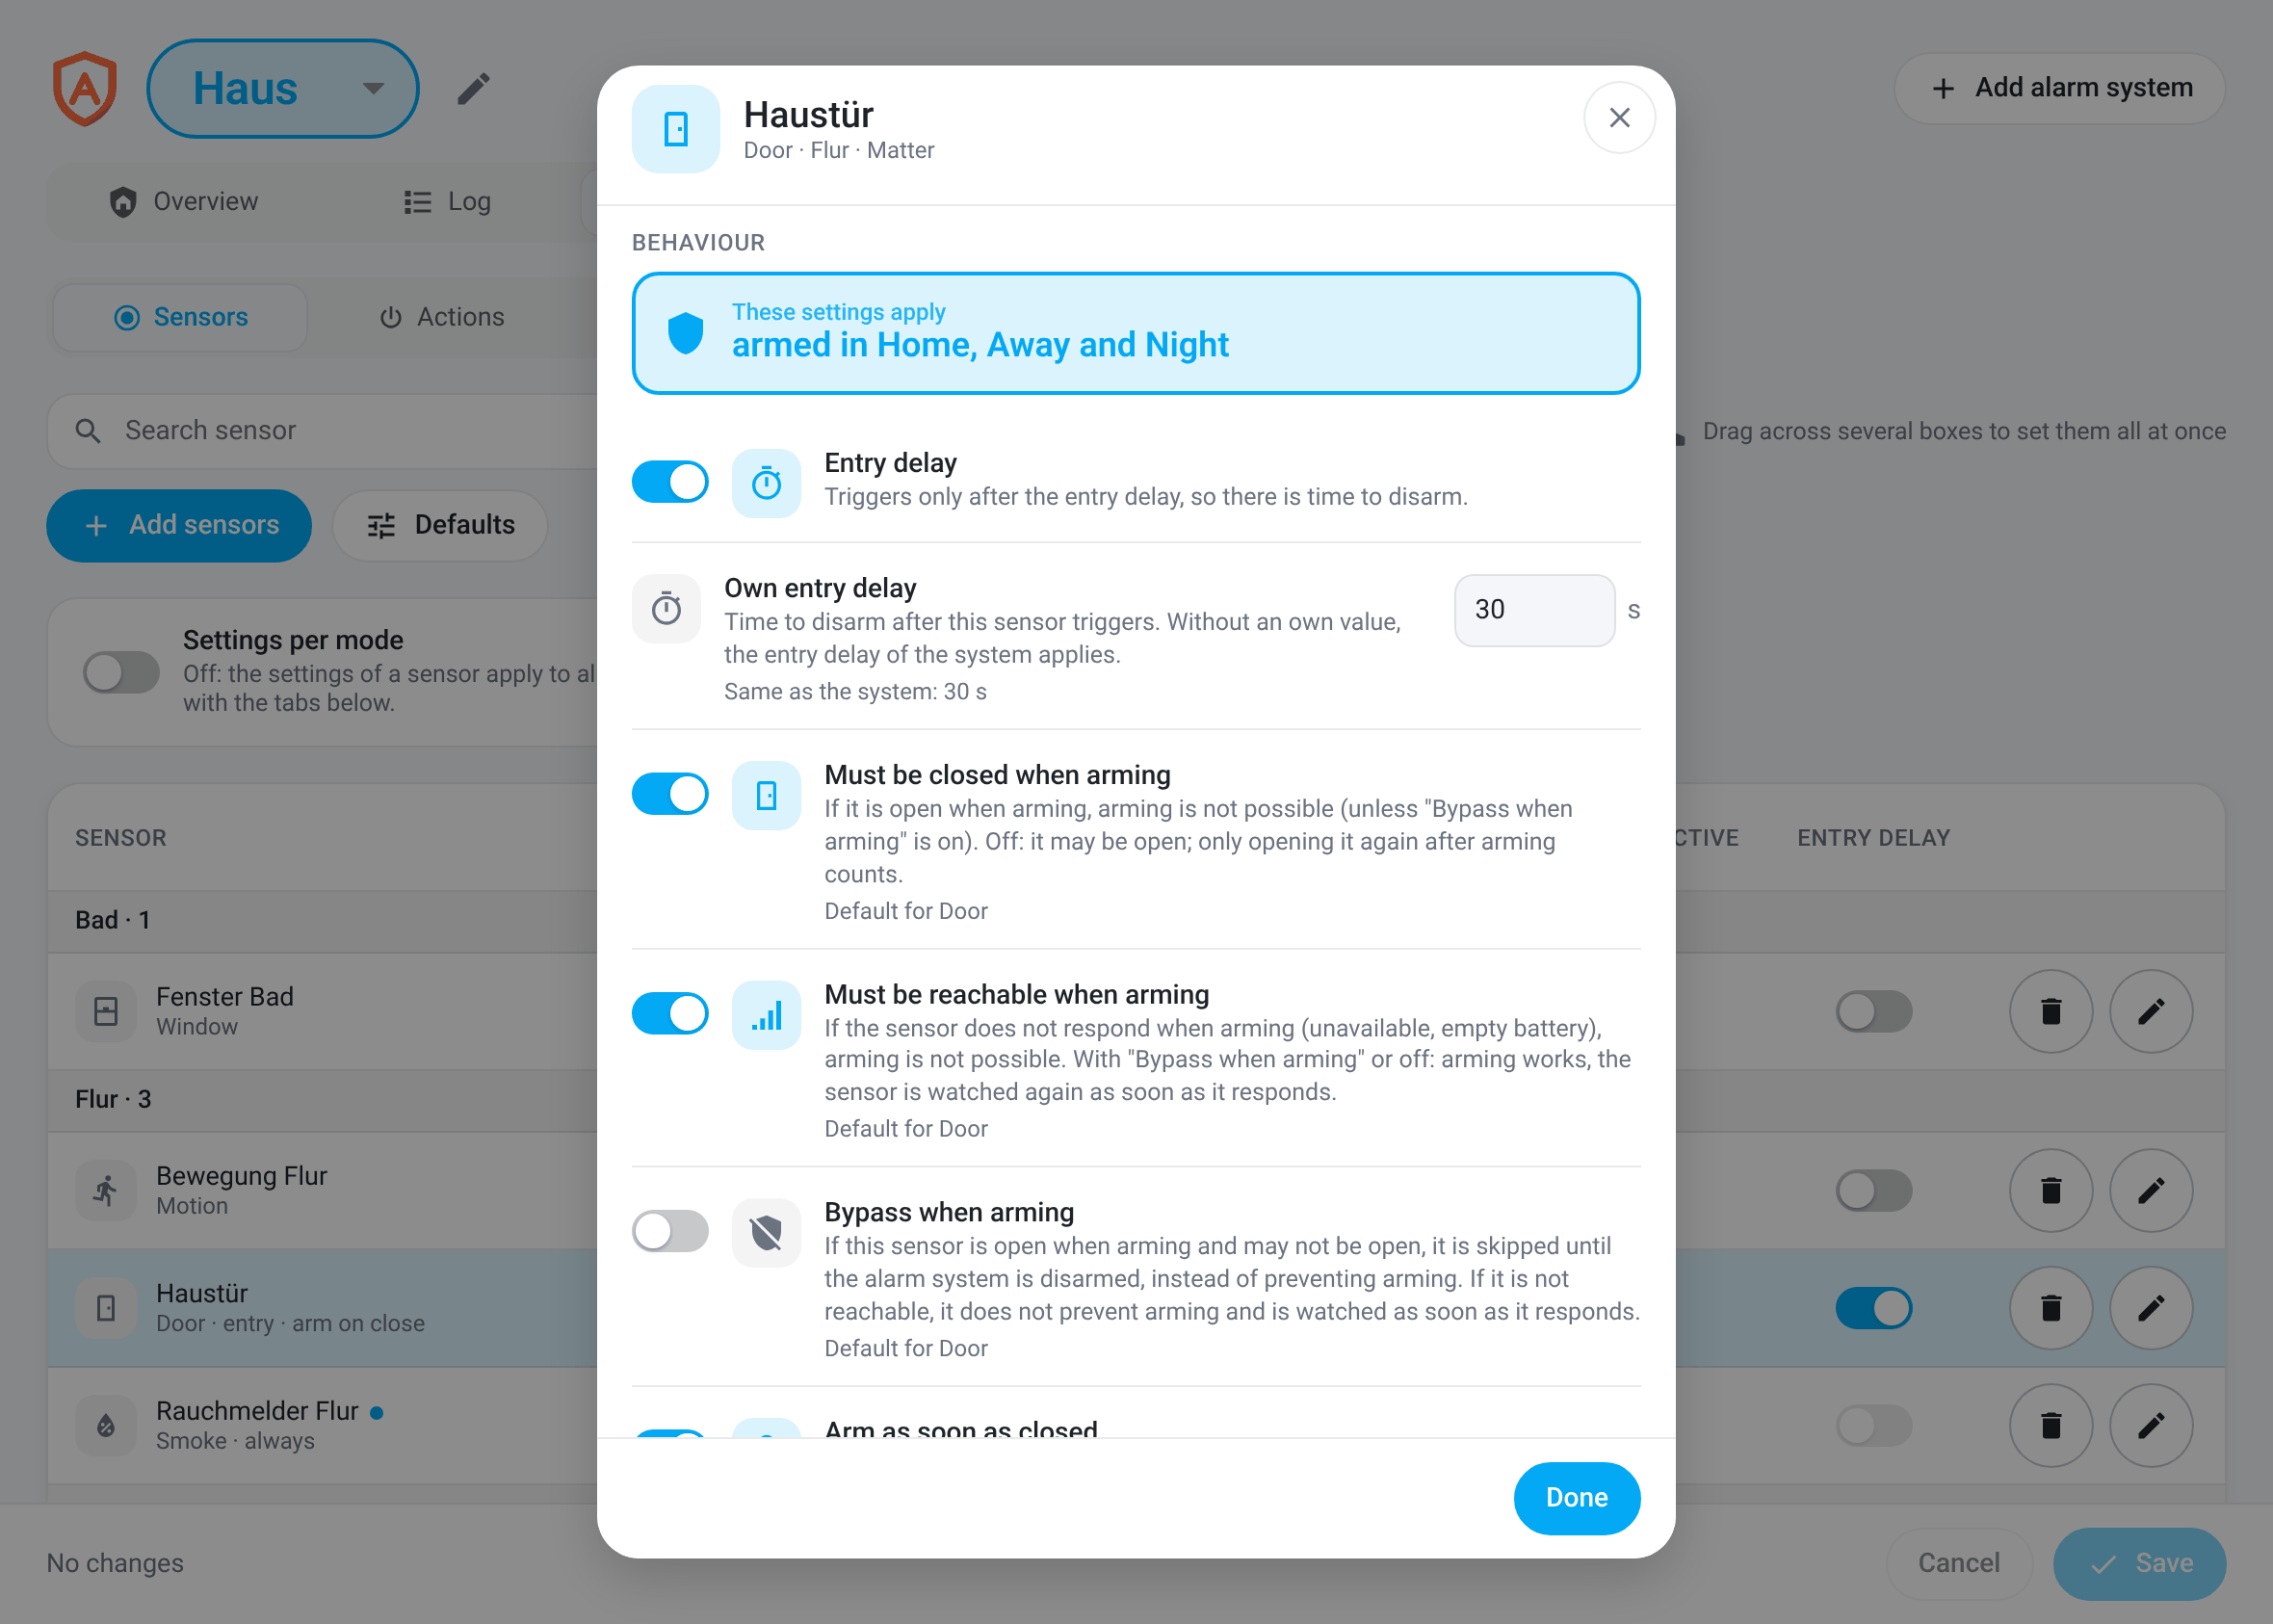 Haus
Add alarm system
Overview
Log
Sensors
Actions
Search sensor
Drag across several boxes to set them all at once
Add sensors
Defaults
Settings per mode
Off: the settings of a sensor apply to al
with the tabs below.
SENSOR
CTIVE
ENTRY DELAY
Bad · 1
Fenster Bad
Window
Flur · 3
Bewegung Flur
Motion
Haustür
Door · entry · arm on close
Rauchmelder Flur
Smoke · always
No changes
Cancel
Save
Haustür
Door · Flur · Matter
BEHAVIOUR
These settings apply
armed in Home, Away and Night
Entry delay
Triggers only after the entry delay, so there is time to disarm.
Own entry delay
Time to disarm after this sensor triggers. Without an own value,
the entry delay of the system applies.
Same as the system: 30 s
30 s
Must be closed when arming
If it is open when arming, arming is not possible (unless "Bypass when
arming" is on). Off: it may be open; only opening it again after arming
counts.
Default for Door
Must be reachable when arming
If the sensor does not respond when arming (unavailable, empty battery),
arming is not possible. With "Bypass when arming" or off: arming works, the
sensor is watched again as soon as it responds.
Default for Door
Bypass when arming
If this sensor is open when arming and may not be open, it is skipped until
the alarm system is disarmed, instead of preventing arming. If it is not
reachable, it does not prevent arming and is watched as soon as it responds.
Default for Door
Arm as soon as closed
Done